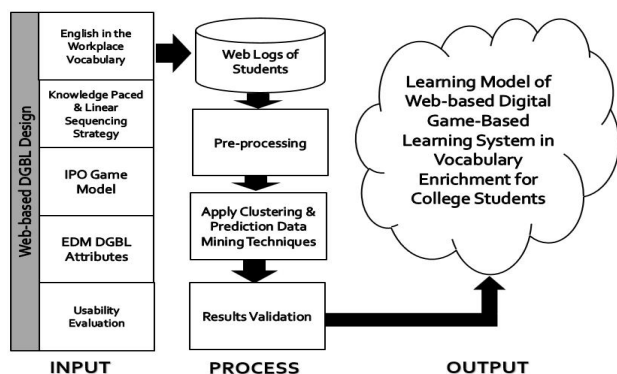 Web-based DGBL Design
English in the
Workplace
Vocabulary
Knowledge Paced
& Linear
Sequencing
Strategy
IPO Game
Model
EDM DGBL
Attributes
Usability
Evaluation
INPUT
Web Logs of
Students
Pre-processing
Apply Clustering &
Prediction Data
Mining Techniques
Results Validation
PROCESS
Learning Model of
Web-based Digital
Game-Based
Learning System in
Vocabulary
Enrichment for
College Students
OUTPUT